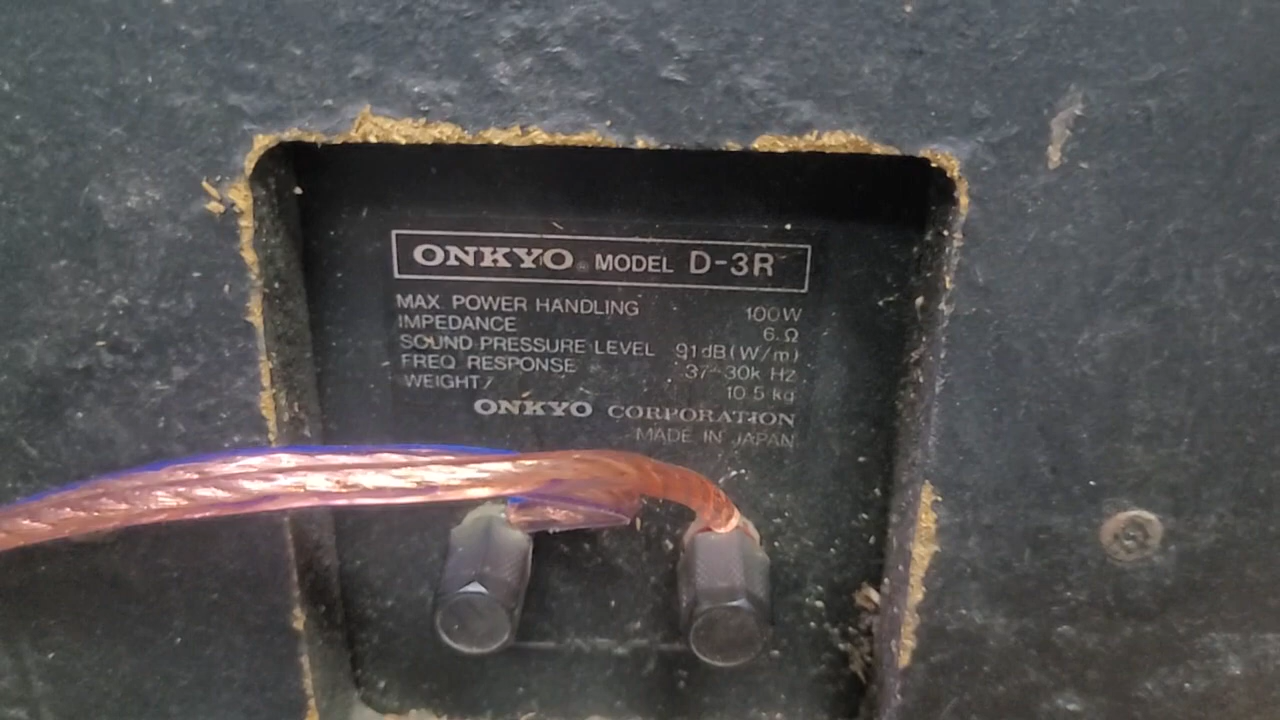 ONKYO® MODEL D-3R
MAX. POWER HANDLING 100W
IMPEDANCE 6 Ω
SOUND PRESSURE LEVEL 91dB(W/m)
FREQ RESPONSE 37~30k Hz
WEIGHT 10.5 kg
ONKYO CORPORATION
MADE IN JAPAN